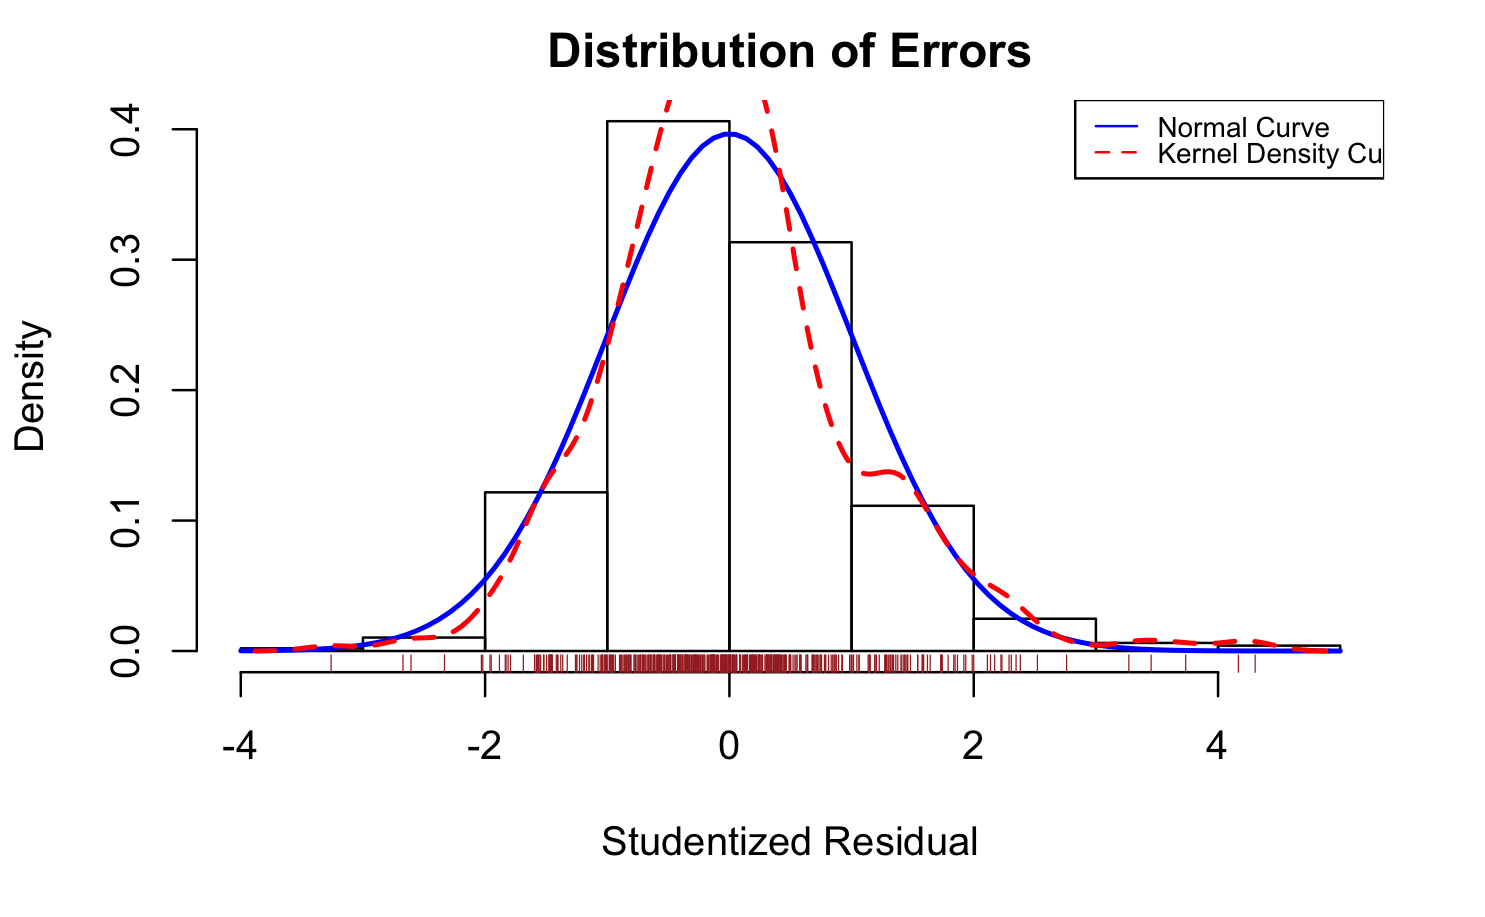 Distribution of Errors
Normal Curve
Kernel Density Cu
Density
0.0
0.1
0.2
0.3
0.4
-4
-2
0
2
4
Studentized Residual